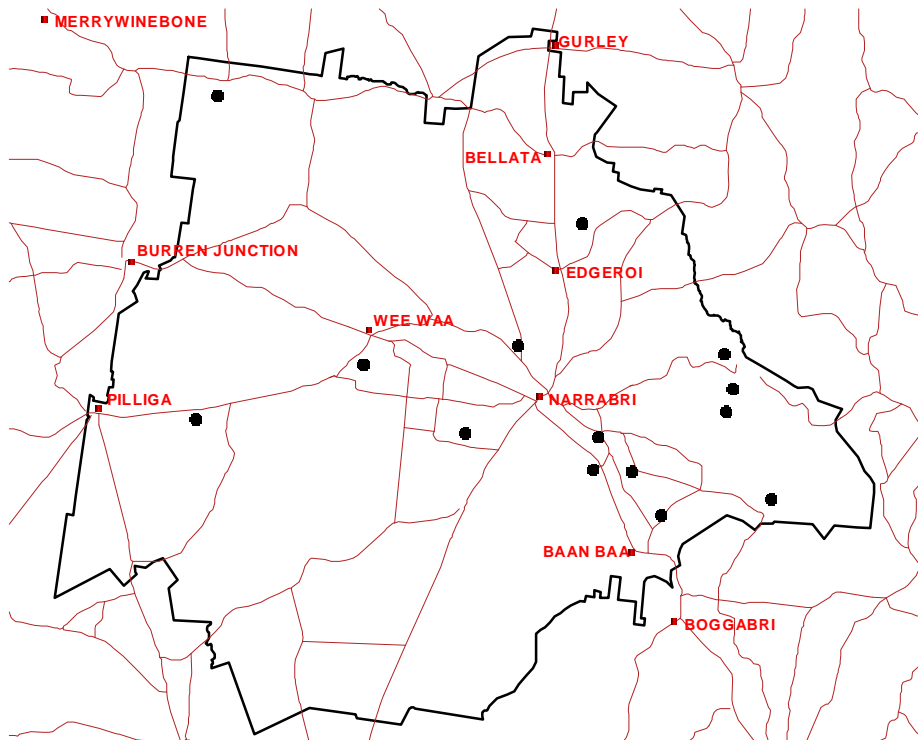 MERRYWINEBONE
GURLEY
BELLATA
BURREN JUNCTION
EDGEROI
WEE WAA
PILLIGA
NARRABRI
BAAN BAA
BOGGABRI